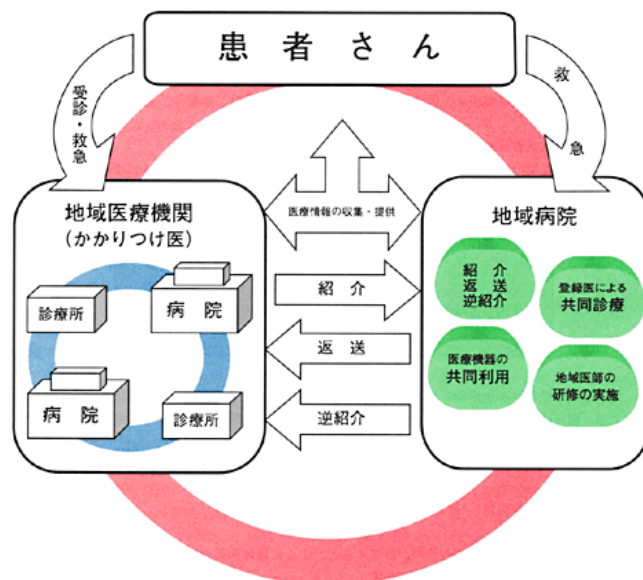 患者さん
受診・救急
救急
医療情報の収集・提供
地域医療機関
(かかりつけ医)
診療所
病院
病院
診療所
紹介
返送
逆紹介
地域病院
紹介
返送
逆紹介
登録医による
共同診療
医療機器の
共同利用
地域医師の
研修の実施